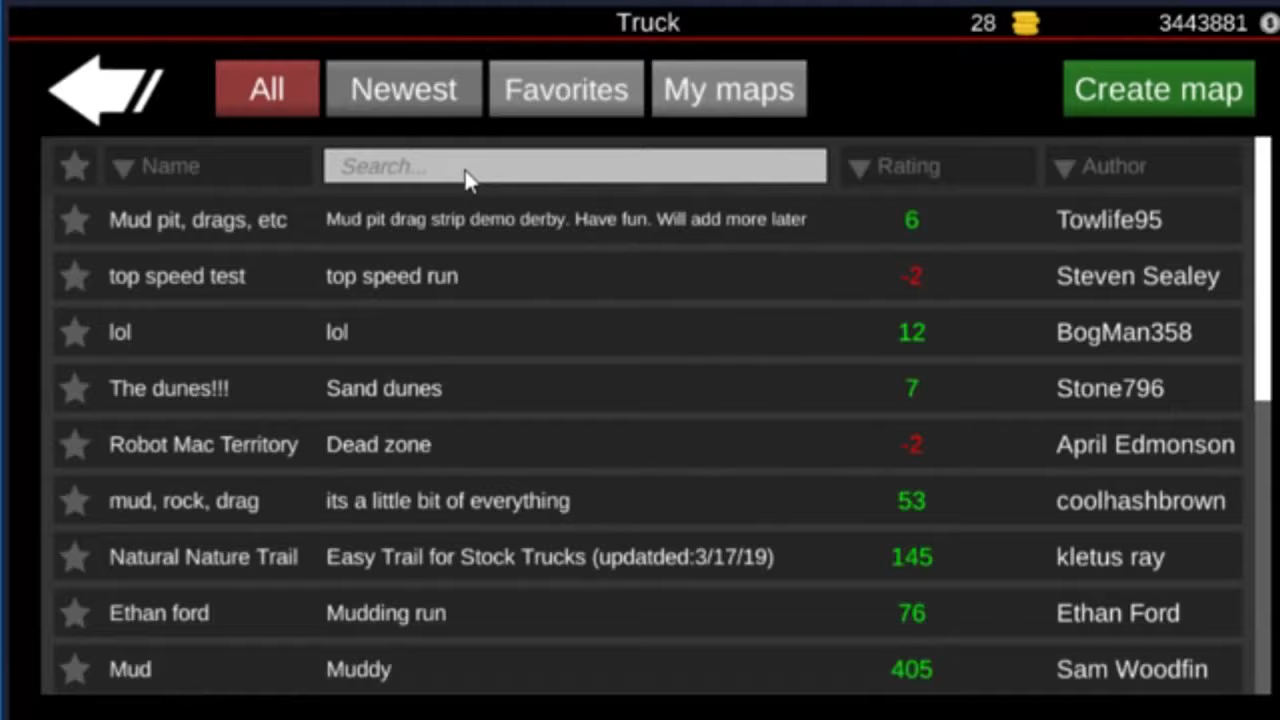 Truck 28 3443881
All Newest Favorites My maps Create map
Name Search... Rating Author
Mud pit, drags, etc Mud pit drag strip demo derby. Have fun. Will add more later 6 Towlife95
top speed test top speed run -2 Steven Sealey
lol lol 12 BogMan358
The dunes!!! Sand dunes 7 Stone796
Robot Mac Territory Dead zone -2 April Edmonson
mud, rock, drag its a little bit of everything 53 coolhashbrown
Natural Nature Trail Easy Trail for Stock Trucks (updatded:3/17/19) 145 kletus ray
Ethan ford Mudding run 76 Ethan Ford
Mud Muddy 405 Sam Woodfin